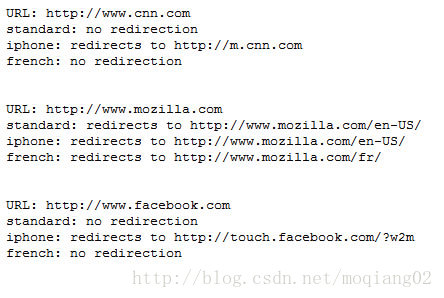 URL: http://www.cnn.com
standard: no redirection
iphone: redirects to http://m.cnn.com
french: no redirection
URL: http://www.mozilla.com
standard: redirects to http://www.mozilla.com/en-US/
iphone: redirects to http://www.mozilla.com/en-US/
french: redirects to http://www.mozilla.com/fr/
URL: http://www.facebook.com
standard: no redirection
iphone: redirects to http://touch.facebook.com/?w2m
french: no redirection
http://blog.csdn.net/moqiang02